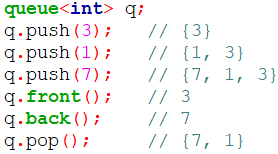 queue<int> q;
q.push(3); // {3}
q.push(1); // {1, 3}
q.push(7); // {7, 1, 3}
q.front(); // 3
q.back(); // 7
q.pop(); // {7, 1}